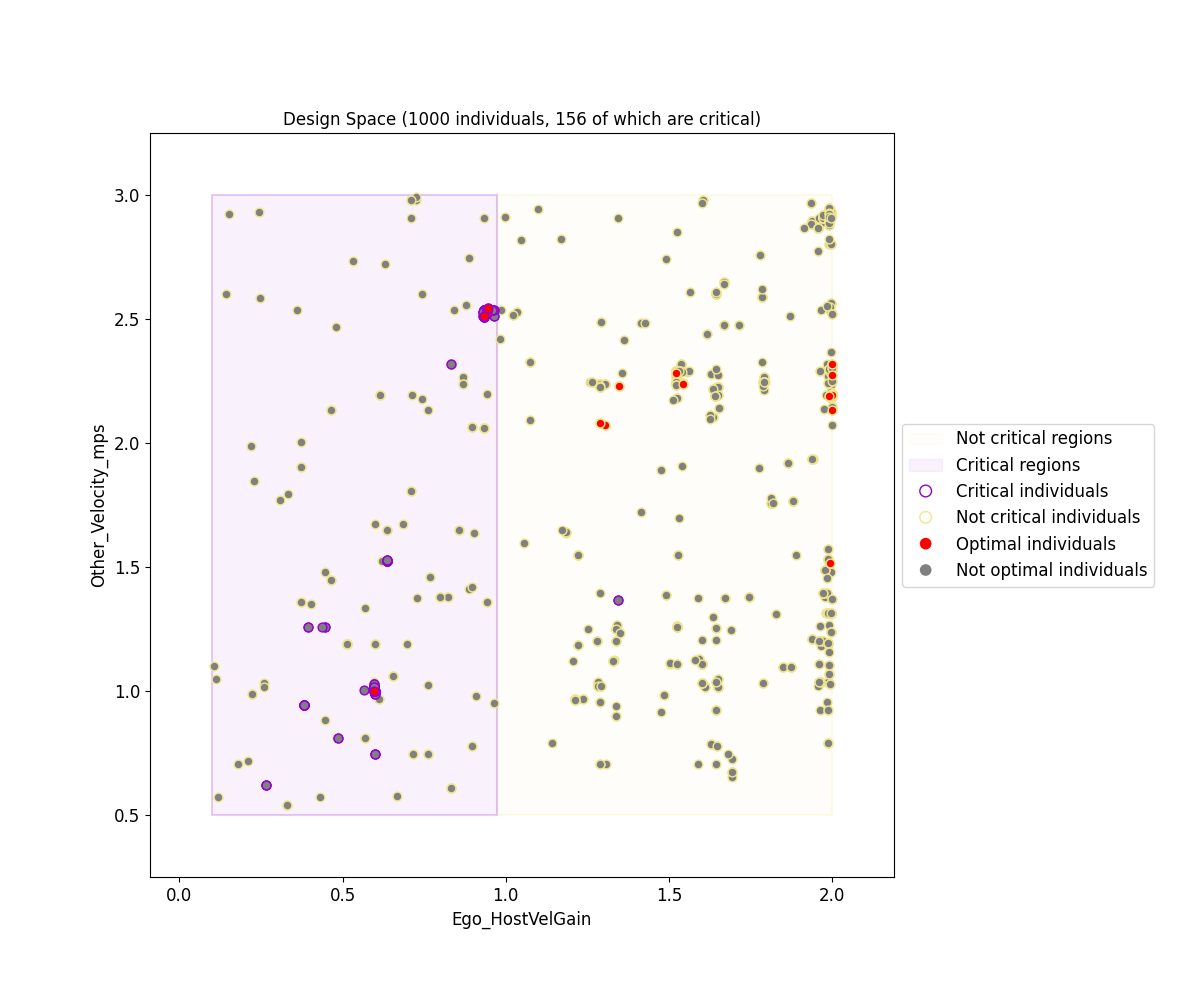 Design Space (1000 individuals, 156 of which are critical)
3.0
2.5
2.0
1.5
1.0
0.5
Other_Velocity_mps
0.0
0.5
1.0
1.5
2.0
Ego_HostVelGain
Not critical regions
Critical regions
Critical individuals
Not critical individuals
Optimal individuals
Not optimal individuals